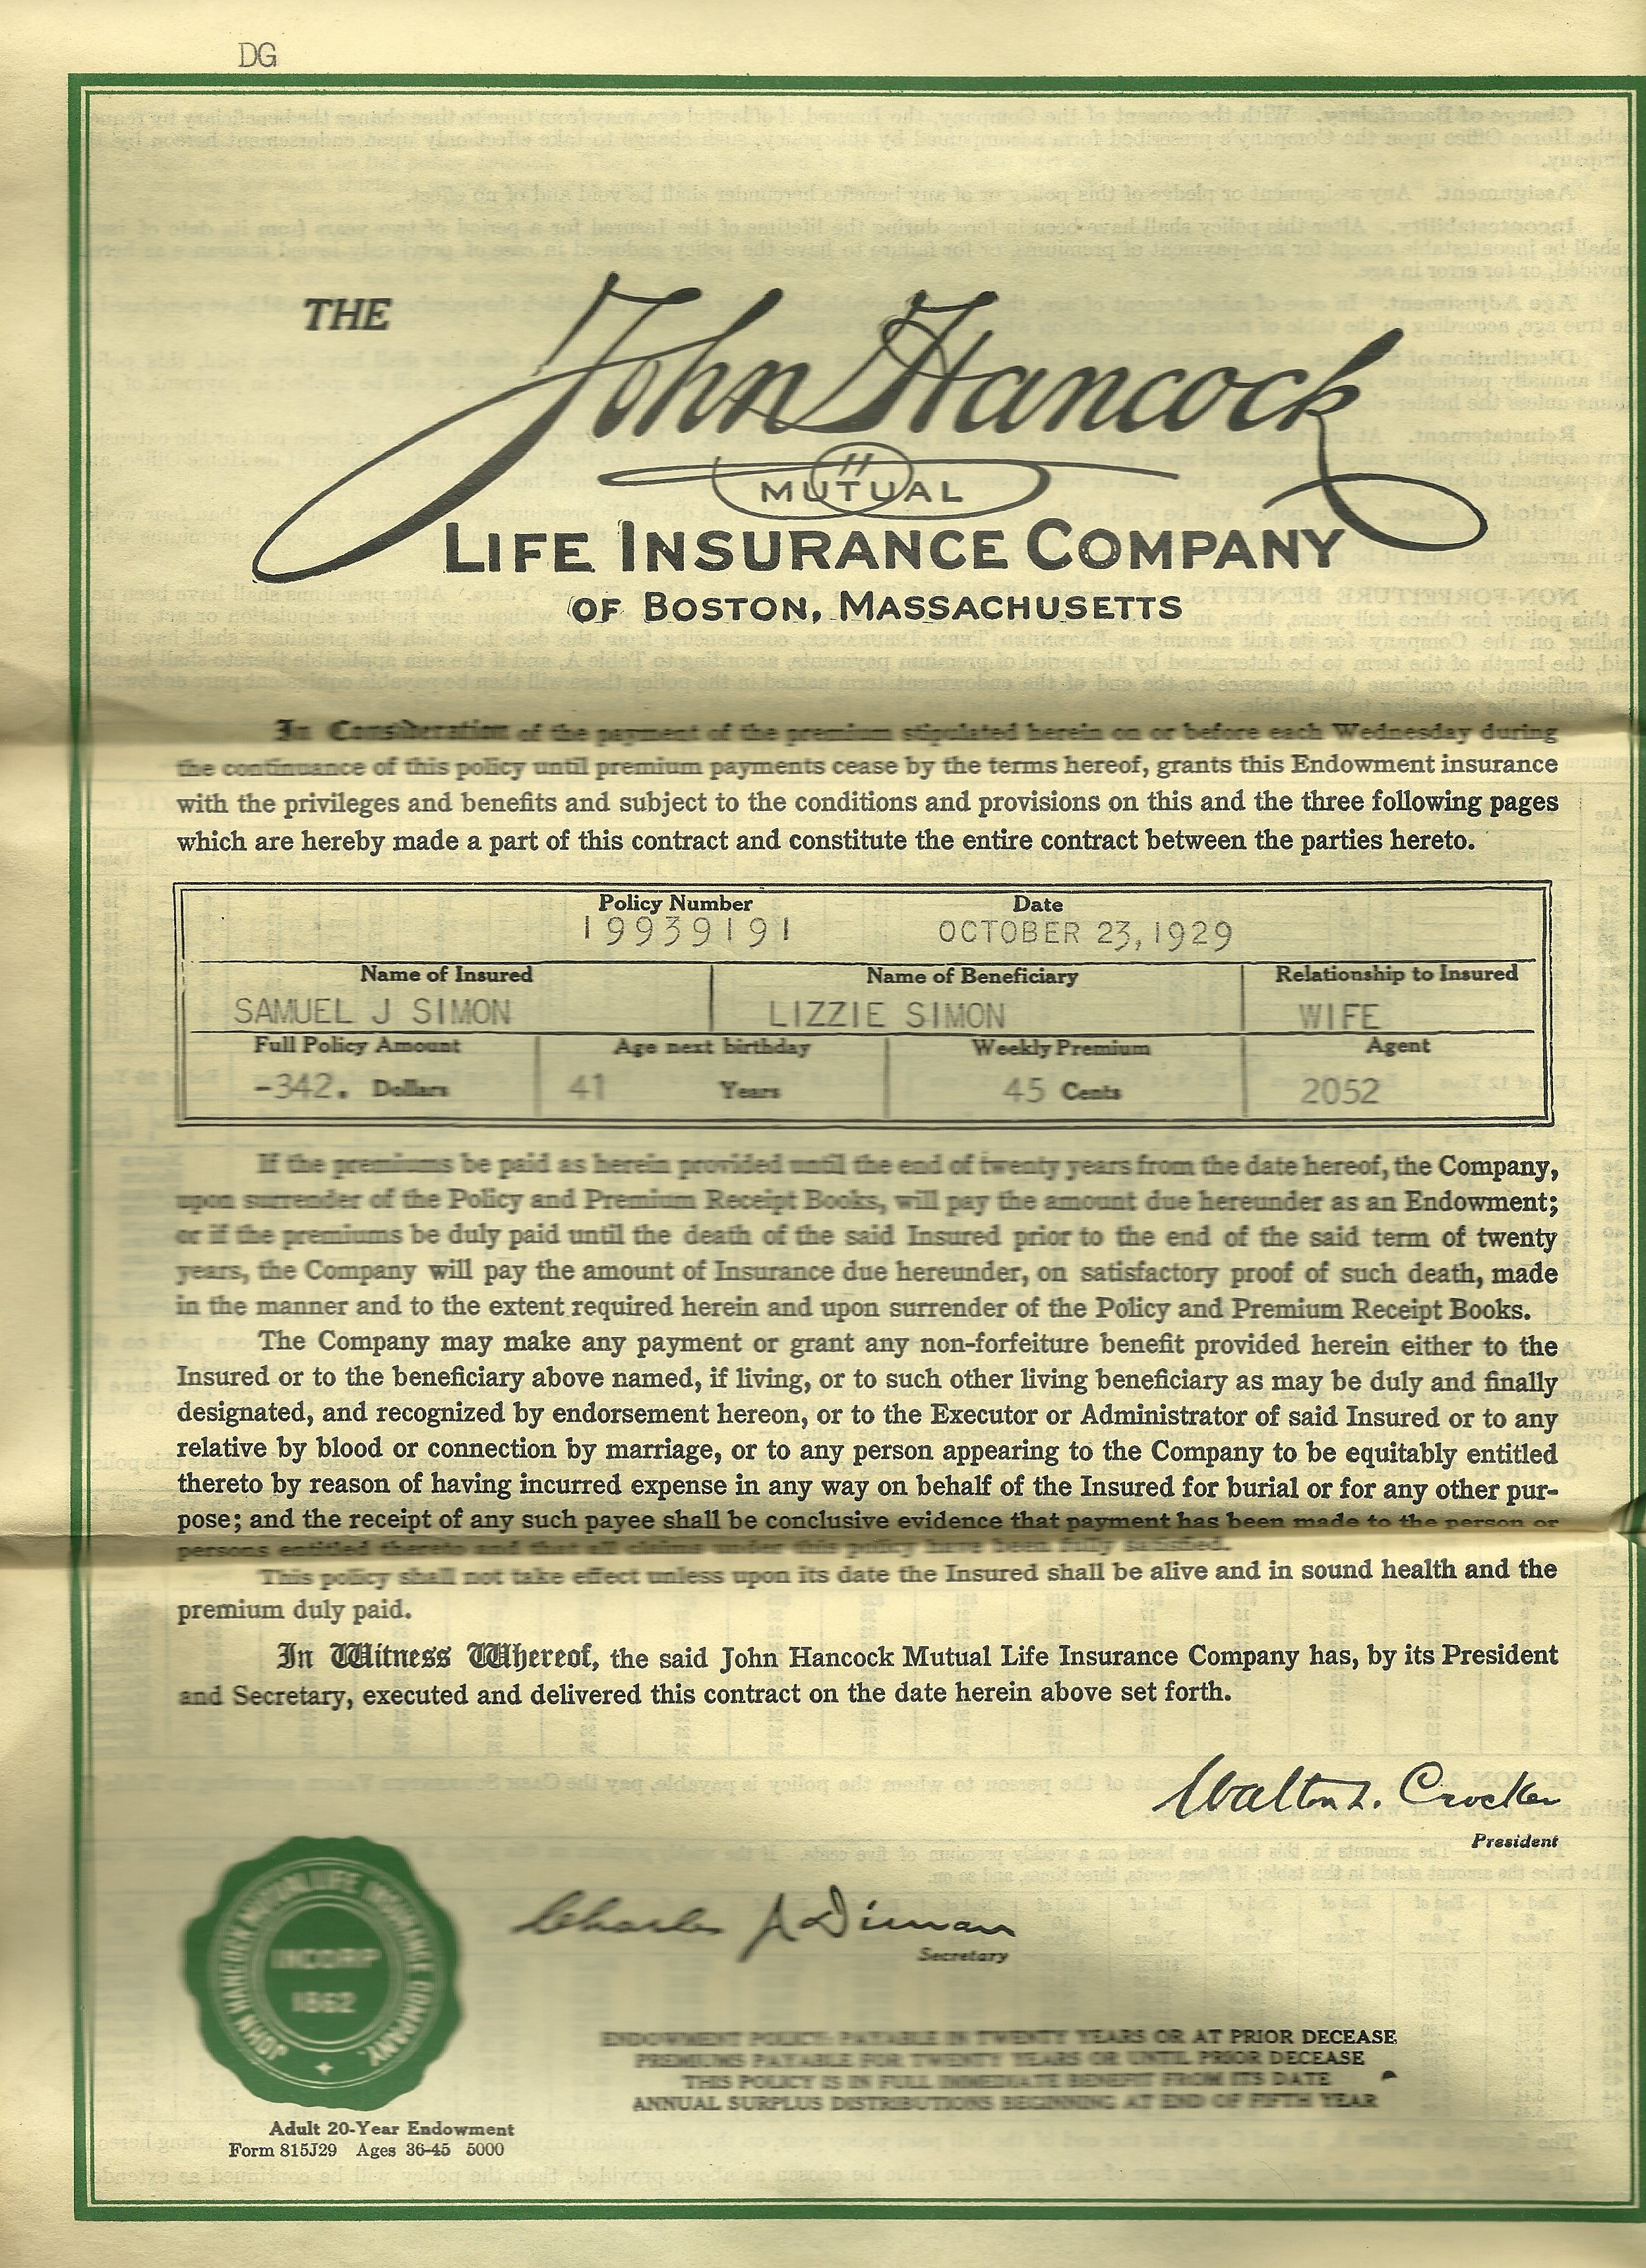 DG
THE
John Hancock
MUTUAL
LIFE INSURANCE COMPANY
OF BOSTON, MASSACHUSETTS
In Consideration of the payment of the premium stipulated herein on or before each Wednesday during
the continuance of this policy until premium payments cease by the terms hereof, grants this Endowment insurance
with the privileges and benefits and subject to the conditions and provisions on this and the three following pages
which are hereby made a part of this contract and constitute the entire contract between the parties hereto.
Policy Number Date
19939191 OCTOBER 23, 1929
Name of Insured Name of Beneficiary Relationship to Insured
SAMUEL J SIMON LIZZIE SIMON WIFE
Full Policy Amount Age next birthday Weekly Premium Agent
-342. Dollars 41 Years 45 Cents 2052
If the premiums be paid as herein provided until the end of twenty years from the date hereof, the Company,
upon surrender of the Policy and Premium Receipt Books, will pay the amount due hereunder as an Endowment;
or if the premiums be duly paid until the death of the said Insured prior to the end of the said term of twenty
years, the Company will pay the amount of Insurance due hereunder, on satisfactory proof of such death, made
in the manner and to the extent required herein and upon surrender of the Policy and Premium Receipt Books.
The Company may make any payment or grant any non-forfeiture benefit provided herein either to the
Insured or to the beneficiary above named, if living, or to such other living beneficiary as may be duly and finally
designated, and recognized by endorsement hereon, or to the Executor or Administrator of said Insured or to any
relative by blood or connection by marriage, or to any person appearing to the Company to be equitably entitled
thereto by reason of having incurred expense in any way on behalf of the Insured for burial or for any other pur-
pose; and the receipt of any such payee shall be conclusive evidence that payment has been made to the person or
persons entitled thereto and that all claims under this policy have been fully satisfied.
This policy shall not take effect unless upon its date the Insured shall be alive and in sound health and the
premium duly paid.
In Witness Whereof, the said John Hancock Mutual Life Insurance Company has, by its President
and Secretary, executed and delivered this contract on the date herein above set forth.
Walton L. Crocker
President
Charles J Diman
Secretary
JOHN HANCOCK MUTUAL LIFE INSURANCE COMPANY.
INCORP
1862
ENDOWMENT POLICY: PAYABLE IN TWENTY YEARS OR AT PRIOR DECEASE
PREMIUMS PAYABLE FOR TWENTY YEARS OR UNTIL PRIOR DECEASE
THIS POLICY IS IN FULL IMMEDIATE BENEFIT FROM ITS DATE
ANNUAL SURPLUS DISTRIBUTIONS BEGINNING AT END OF FIFTH YEAR
Adult 20-Year Endowment
Form 815J29 Ages 36-45 5000